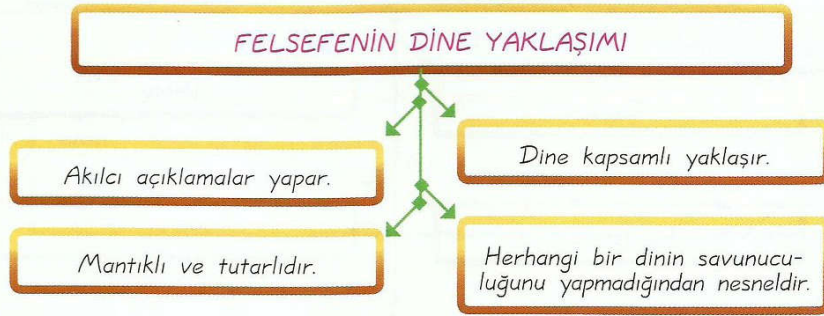 FELSEFENİN DİNE YAKLAŞIMI
Akılcı açıklamalar yapar.
Dine kapsamlı yaklaşır.
Mantıklı ve tutarlıdır.
Herhangi bir dinin savunucu-
luğunu yapmadığından nesneldir.